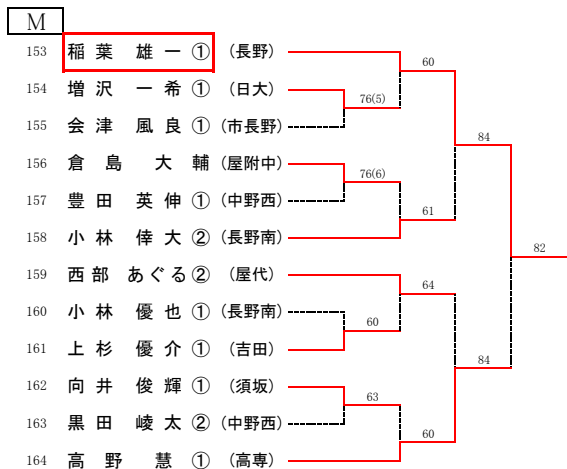 M
153 稲葉 雄一 ① (長野)
60
154 増沢 一希 ① (日大)
76(5)
155 会津 風良 ① (市長野)
84
156 倉島 大輔 (屋附中)
76(6)
157 豊田 英伸 ① (中野西)
61
158 小林 倖大 ② (長野南)
82
159 西部 あぐる ② (屋代)
64
160 小林 優也 ① (長野南)
60
161 上杉 優介 ① (吉田)
84
162 向井 俊輝 ① (須坂)
63
163 黒田 崚太 ② (中野西)
60
164 高野 慧 ① (高専)